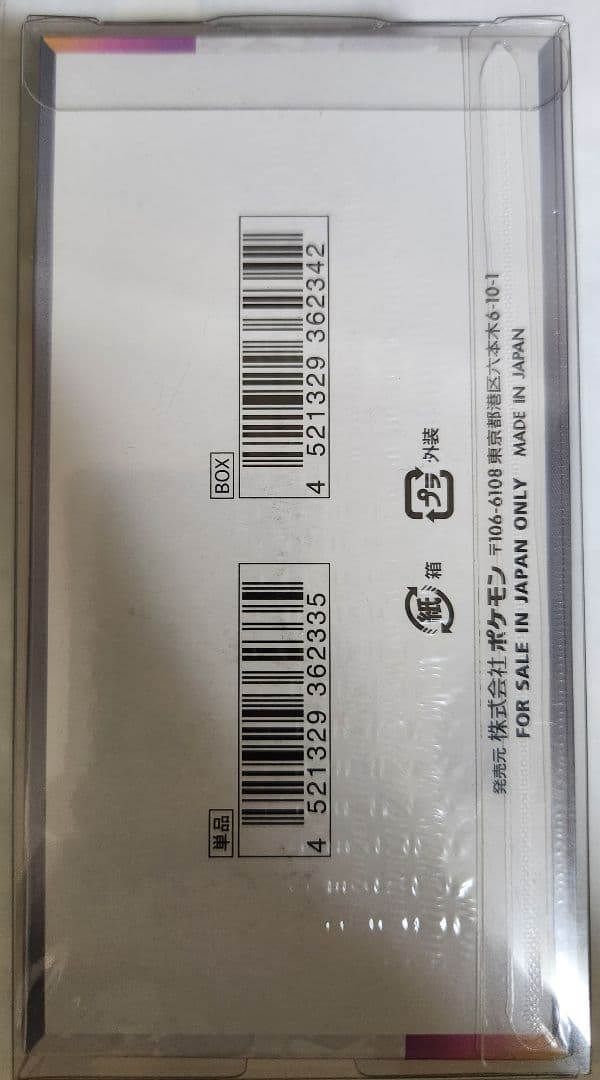 単品
4 521329 362335
BOX
4 521329 362342
紙 箱
プラ 外装
発売元 株式会社 ポケモン 〒106-6108 東京都港区六本木6-10-1
FOR SALE IN JAPAN ONLY MADE IN JAPAN